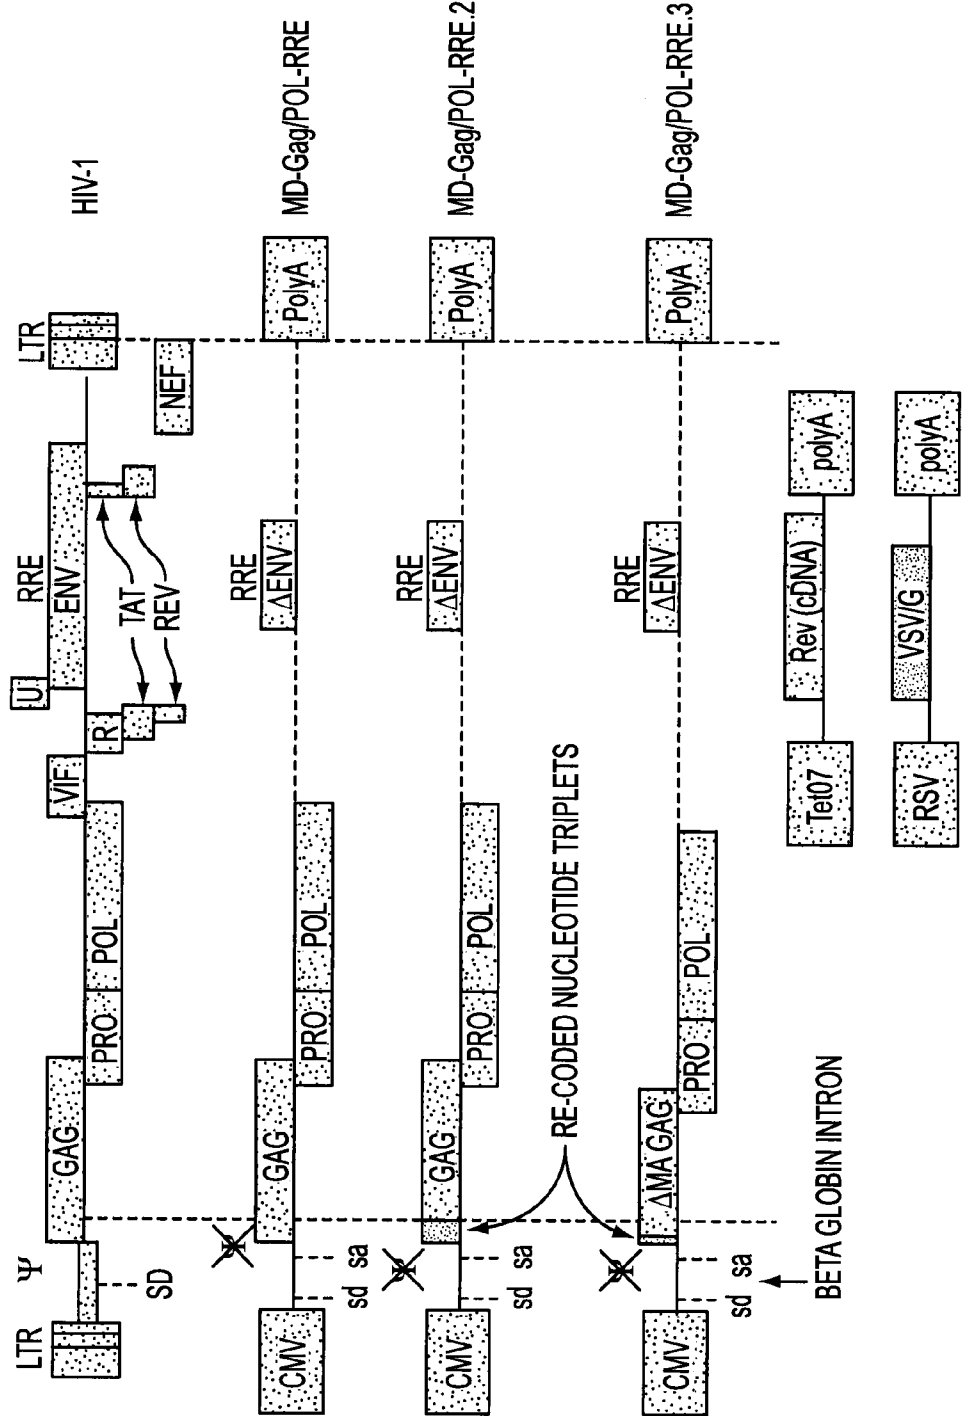 LTR Ψ RRE LTR
U
GAG VIF ENV HIV-1
PRO POL R
SD TAT NEF
REV
Ψ RRE
GAG ΔENV
CMV PolyA MD-Gag/POL-RRE
PRO POL
sd sa
Ψ RRE
GAG ΔENV
CMV PolyA MD-Gag/POL-RRE.2
PRO POL
sd sa
RE-CODED NUCLEOTIDE TRIPLETS
Ψ RRE
ΔMA GAG ΔENV
CMV PolyA MD-Gag/POL-RRE.3
PRO POL
sd sa
BETA GLOBIN INTRON
Tet07 Rev (cDNA) polyA
RSV VSV/G polyA